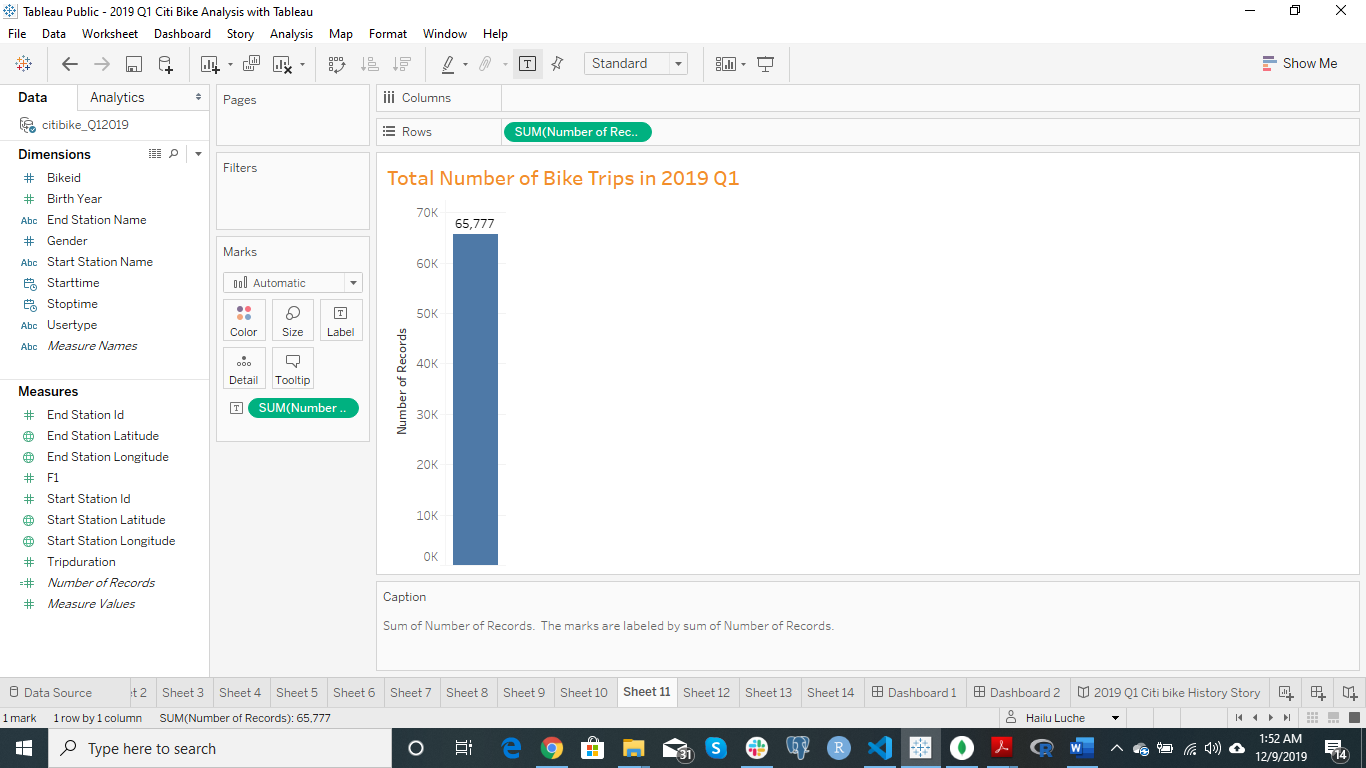 Tableau Public - 2019 Q1 Citi Bike Analysis with Tableau
File Data Worksheet Dashboard Story Analysis Map Format Window Help
Standard
Show Me
Data Analytics
citibike_Q12019
Dimensions
Bikeid
Birth Year
Abc End Station Name
Gender
Abc Start Station Name
Starttime
Stoptime
Abc Usertype
Abc Measure Names
Measures
End Station Id
End Station Latitude
End Station Longitude
F1
Start Station Id
Start Station Latitude
Start Station Longitude
Tripduration
Number of Records
Measure Values
Pages
Filters
Marks
Automatic
Color Size Label
Detail Tooltip
SUM(Number ..
Columns
Rows SUM(Number of Rec..
Total Number of Bike Trips in 2019 Q1
Number of Records
70K
60K
50K
40K
30K
20K
10K
0K
65,777
Caption
Sum of Number of Records. The marks are labeled by sum of Number of Records.
Data Source et 2 Sheet 3 Sheet 4 Sheet 5 Sheet 6 Sheet 7 Sheet 8 Sheet 9 Sheet 10 Sheet 11 Sheet 12 Sheet 13 Sheet 14 Dashboard 1 Dashboard 2 2019 Q1 Citi bike History Story
1 mark 1 row by 1 column SUM(Number of Records): 65,777 Hailu Luche
Type here to search
31
1:52 AM
12/9/2019
14